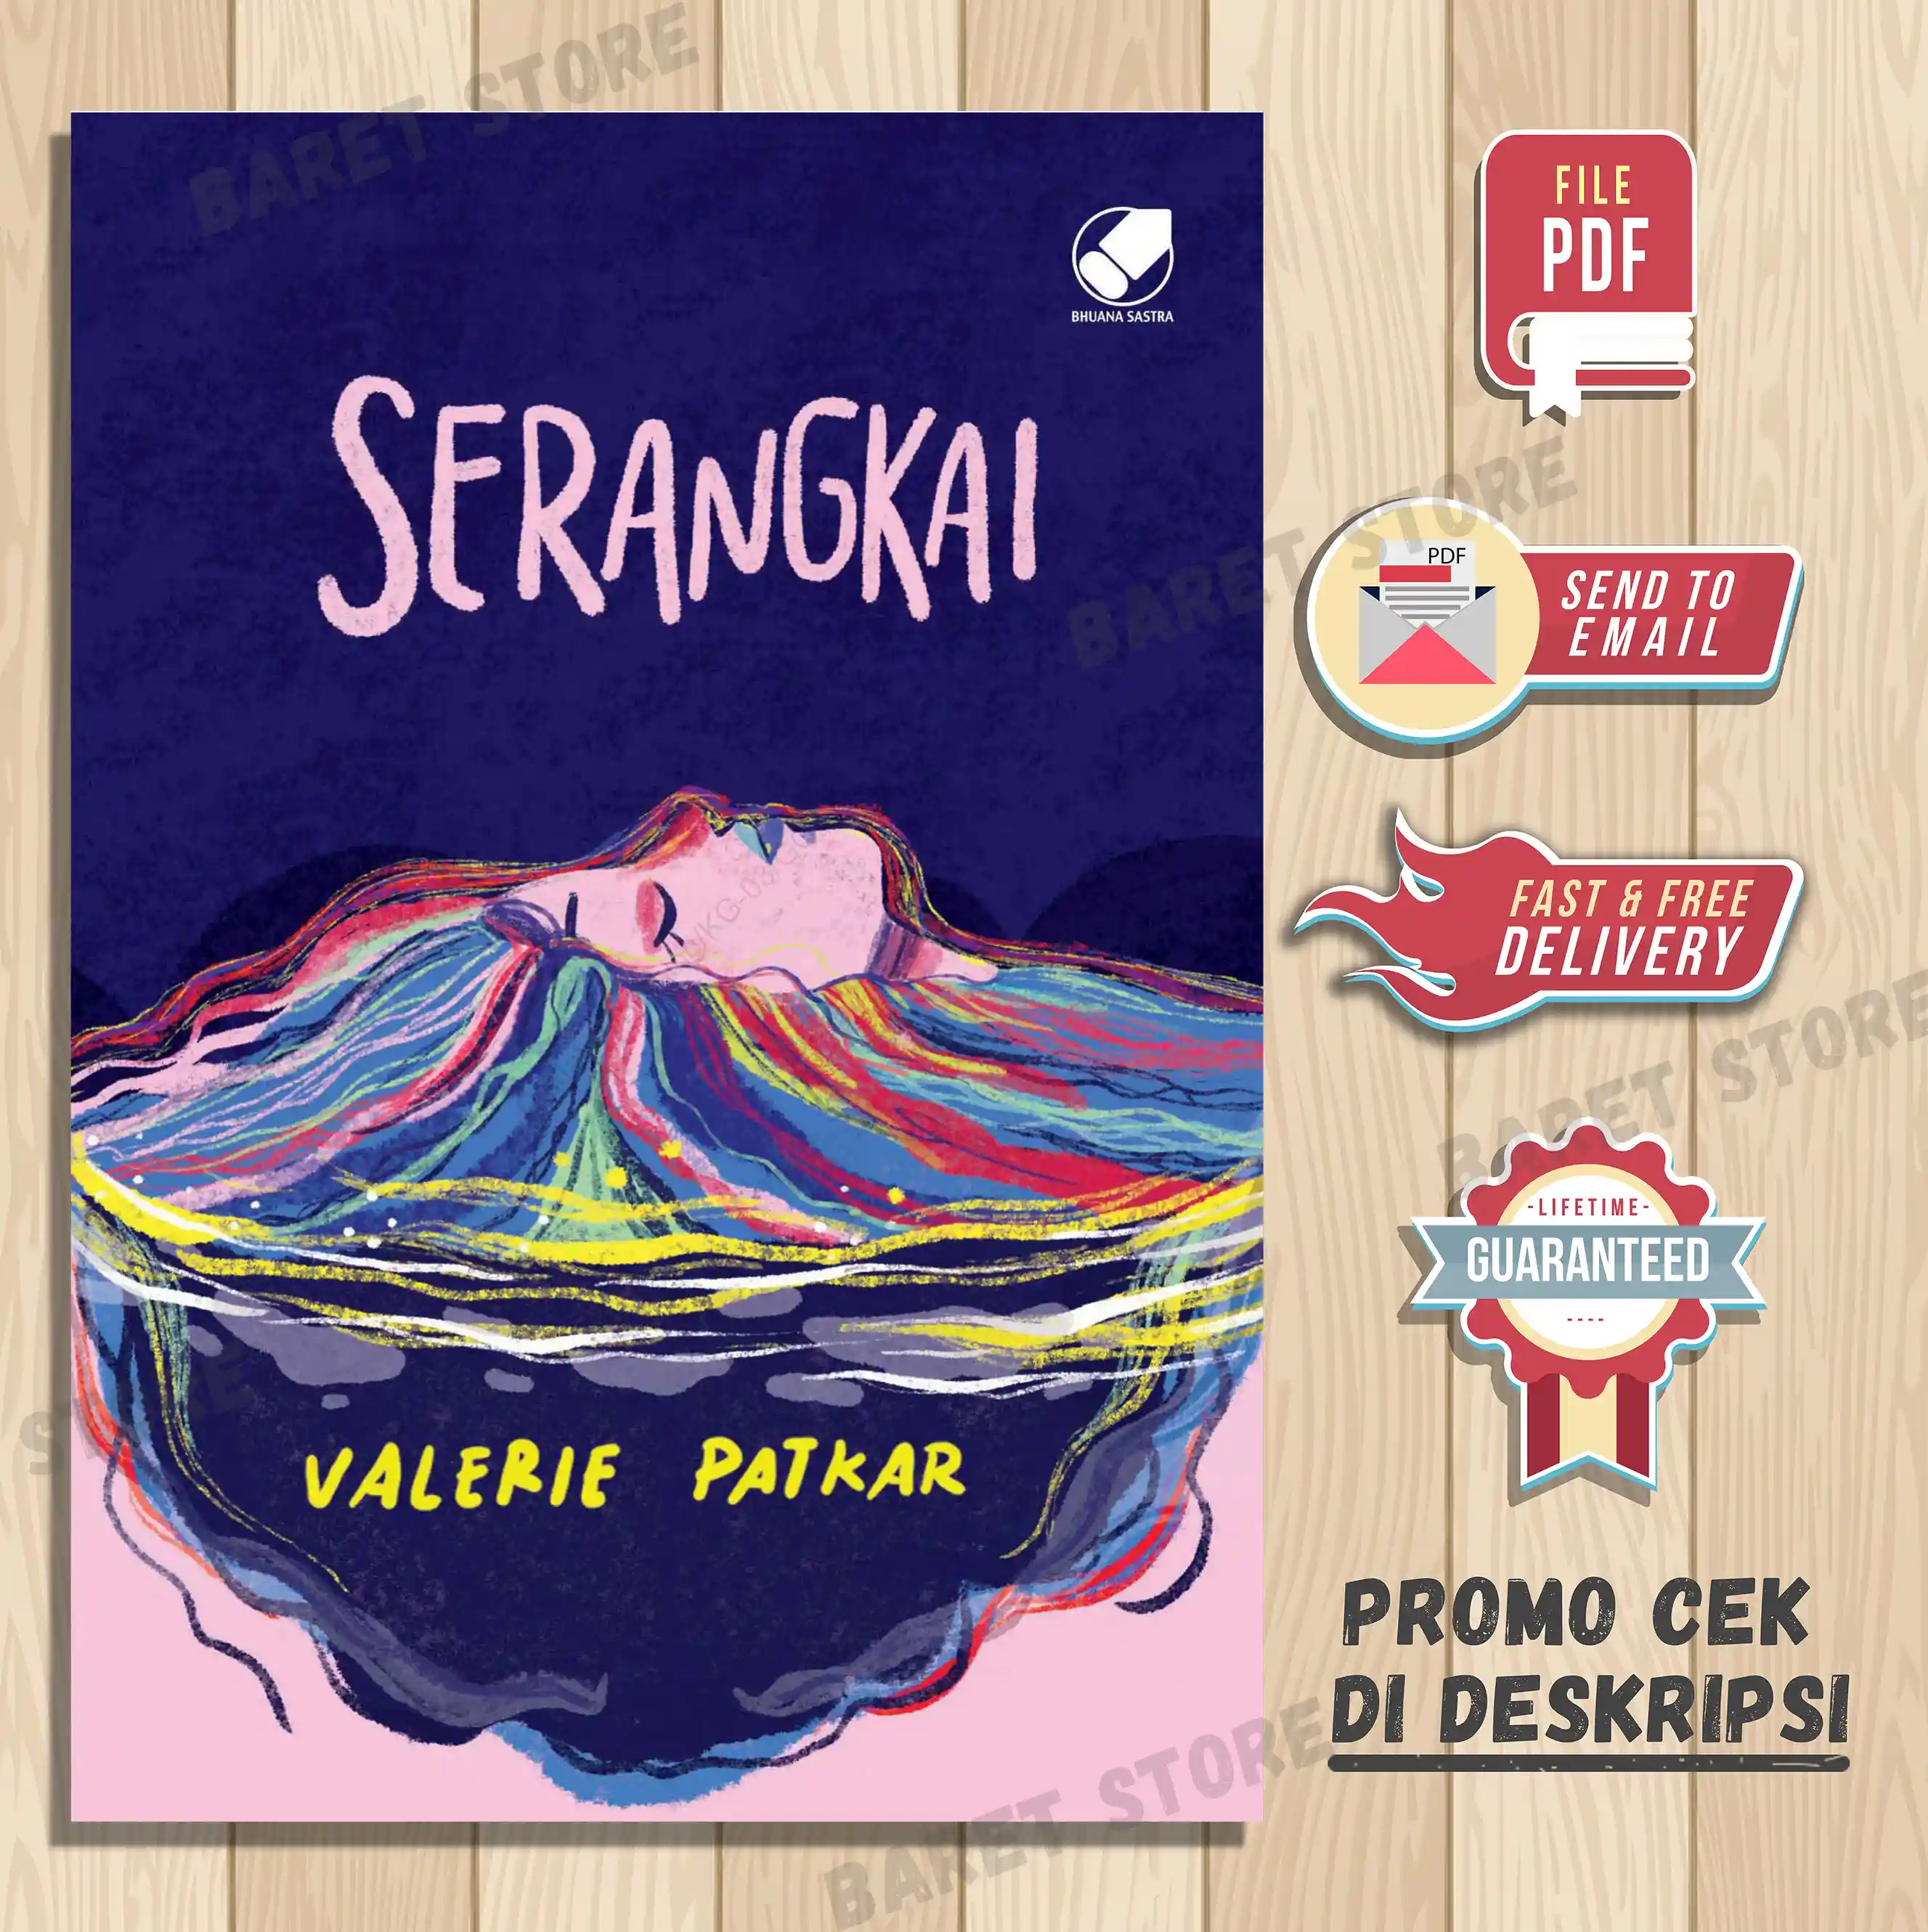 BARET STORE
BHUANA SASTRA
SERANGKAI
VALERIE PATKAR
FILE
PDF
BARET STORE
PDF
SEND TO
EMAIL
FAST & FREE
DELIVERY
BARET STORE
-LIFETIME-
GUARANTEED
STORE
PROMO CEK
DI DESKRIPSI
BARET STORE